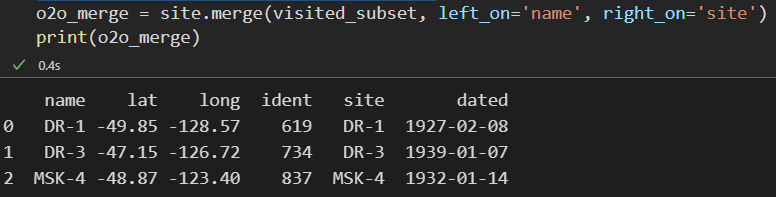 o2o_merge = site.merge(visited_subset, left_on='name', right_on='site')
print(o2o_merge)
0.4s
name lat long ident site dated
0 DR-1 -49.85 -128.57 619 DR-1 1927-02-08
1 DR-3 -47.15 -126.72 734 DR-3 1939-01-07
2 MSK-4 -48.87 -123.40 837 MSK-4 1932-01-14